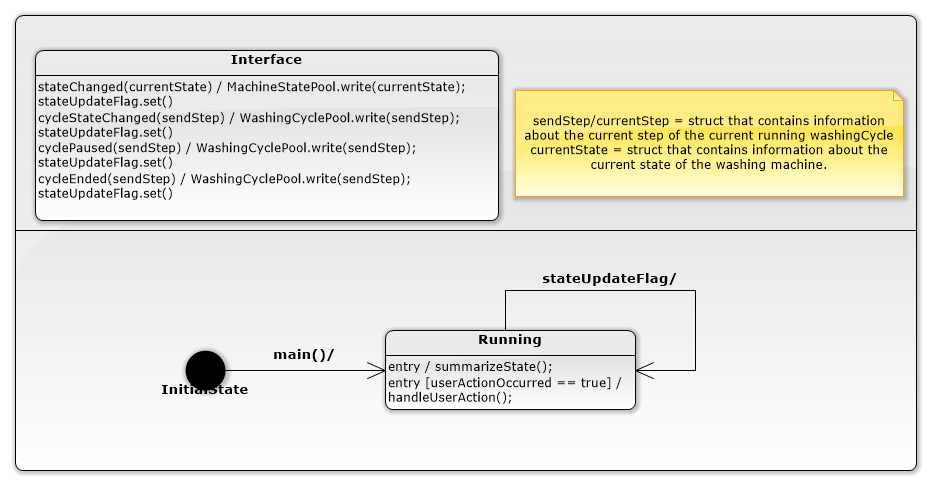 Interface
stateChanged(currentState) / MachineStatePool.write(currentState);
stateUpdateFlag.set()
cycleStateChanged(sendStep) / WashingCyclePool.write(sendStep);
stateUpdateFlag.set()
cyclePaused(sendStep) / WashingCyclePool.write(sendStep);
stateUpdateFlag.set()
cycleEnded(sendStep) / WashingCyclePool.write(sendStep);
stateUpdateFlag.set()
sendStep/currentStep = struct that contains information
about the current step of the current running washingCycle
currentState = struct that contains information about the
current state of the washing machine.
stateUpdateFlag/
main()/
InitialState
Running
entry / summarizeState();
entry [userActionOccurred == true] /
handleUserAction();